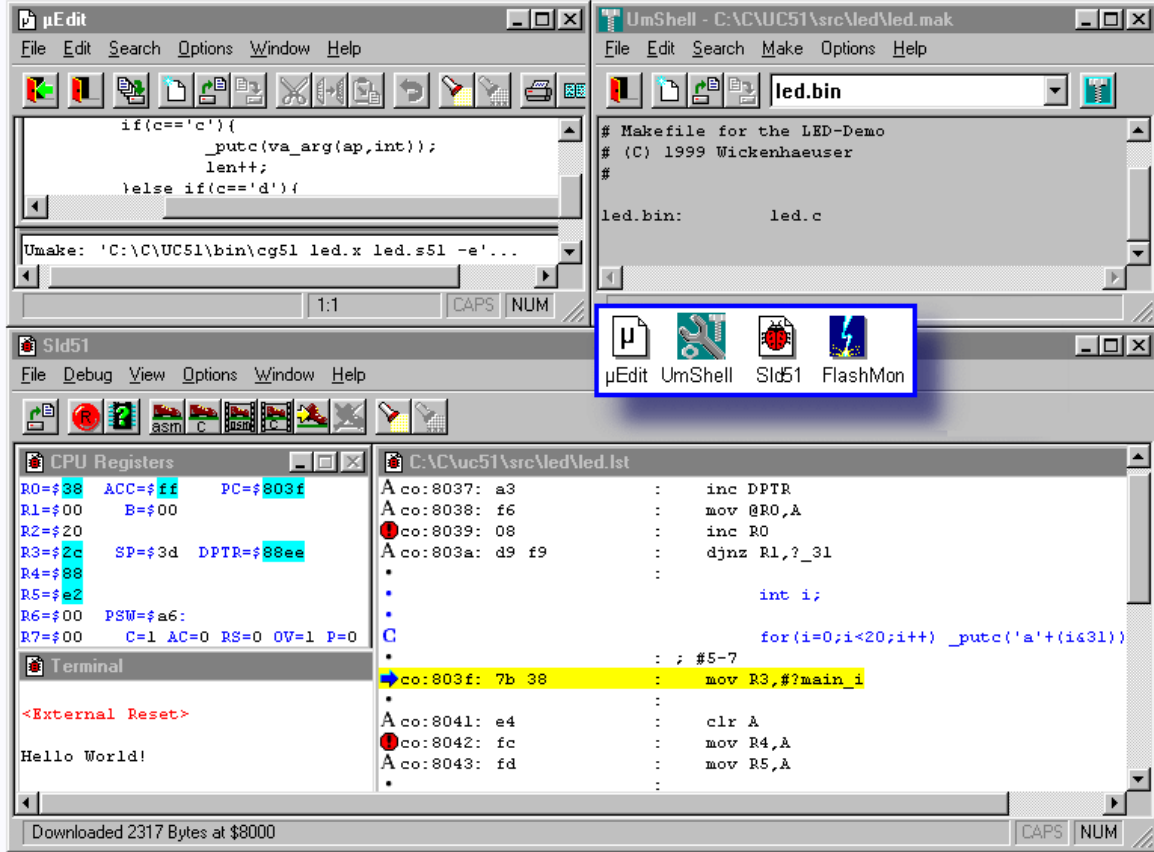 µEdit
File Edit Search Options Window Help
if(c=='c'){
_putc(va_arg(ap,int));
len++;
}else if(c=='d'){
Umake: 'C:\C\UC51\bin\cg51 led.x led.s51 -e'...
1:1 CAPS NUM
UmShell - C:\C\UC51\src\led\led.mak
File Edit Search Make Options Help
led.bin
# Makefile for the LED-Demo
# (C) 1999 Wickenhaeuser
#
led.bin: led.c
µ
µEdit UmShell Sld51 FlashMon
Sld51
File Debug View Options Window Help
R ? asm C asm C
CPU Registers
R0=$38 ACC=$ff PC=$803f
R1=$00 B=$00
R2=$20
R3=$2c SP=$3d DPTR=$88ee
R4=$88
R5=$e2
R6=$00 PSW=$a6:
R7=$00 C=1 AC=0 RS=0 OV=1 P=0
Terminal
<External Reset>
Hello World!
C:\C\uc51\src\led\led.lst
A co:8037: a3 : inc DPTR
A co:8038: f6 : mov @R0,A
co:8039: 08 : inc R0
A co:803a: d9 f9 : djnz R1,?_31
:
int i;
C for(i=0;i<20;i++) _putc('a'+(i&31))
: ; #5-7
co:803f: 7b 38 : mov R3,#?main_i
:
A co:8041: e4 : clr A
co:8042: fc : mov R4,A
A co:8043: fd : mov R5,A
:
Downloaded 2317 Bytes at $8000 CAPS NUM